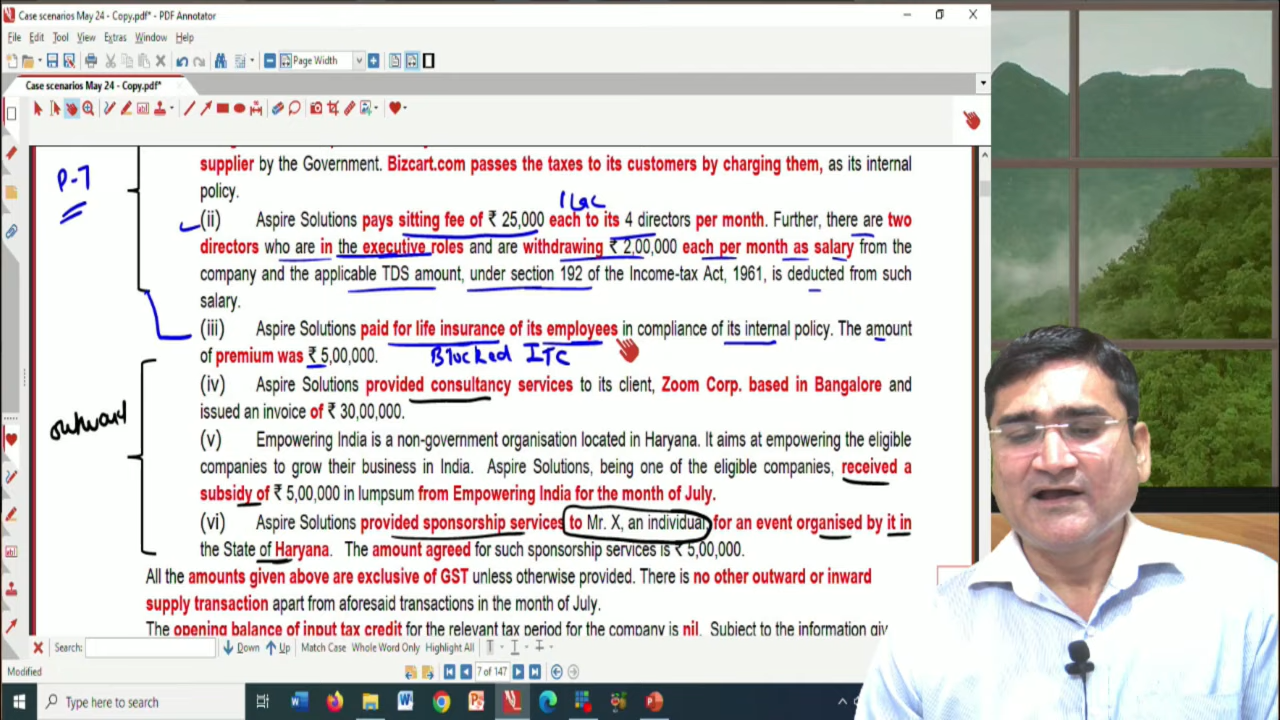 Case scenarios May 24 - Copy.pdf* - PDF Annotator
File Edit Tool View Extras Window Help
Page Width
Case scenarios May 24 - Copy.pdf*
supplier by the Government. Bizcart.com passes the taxes to its customers by charging them, as its internal
policy.
P-7
1 Lac
(ii) Aspire Solutions pays sitting fee of ₹ 25,000 each to its 4 directors per month. Further, there are two
directors who are in the executive roles and are withdrawing ₹ 2,00,000 each per month as salary from the
company and the applicable TDS amount, under section 192 of the Income-tax Act, 1961, is deducted from such
salary.
(iii) Aspire Solutions paid for life insurance of its employees in compliance of its internal policy. The amount
of premium was ₹ 5,00,000. Blocked ITC
(iv) Aspire Solutions provided consultancy services to its client, Zoom Corp. based in Bangalore and
issued an invoice of ₹ 30,00,000.
outward
(v) Empowering India is a non-government organisation located in Haryana. It aims at empowering the eligible
companies to grow their business in India. Aspire Solutions, being one of the eligible companies, received a
subsidy of ₹ 5,00,000 in lumpsum from Empowering India for the month of July.
(vi) Aspire Solutions provided sponsorship services to Mr. X, an individual for an event organised by it in
the State of Haryana. The amount agreed for such sponsorship services is ₹ 5,00,000.
All the amounts given above are exclusive of GST unless otherwise provided. There is no other outward or inward
supply transaction apart from aforesaid transactions in the month of July.
The opening balance of input tax credit for the relevant tax period for the company is nil. Subject to the information giv
Search: Down Up Match Case Whole Word Only Highlight All
Modified 7 of 147
Type here to search